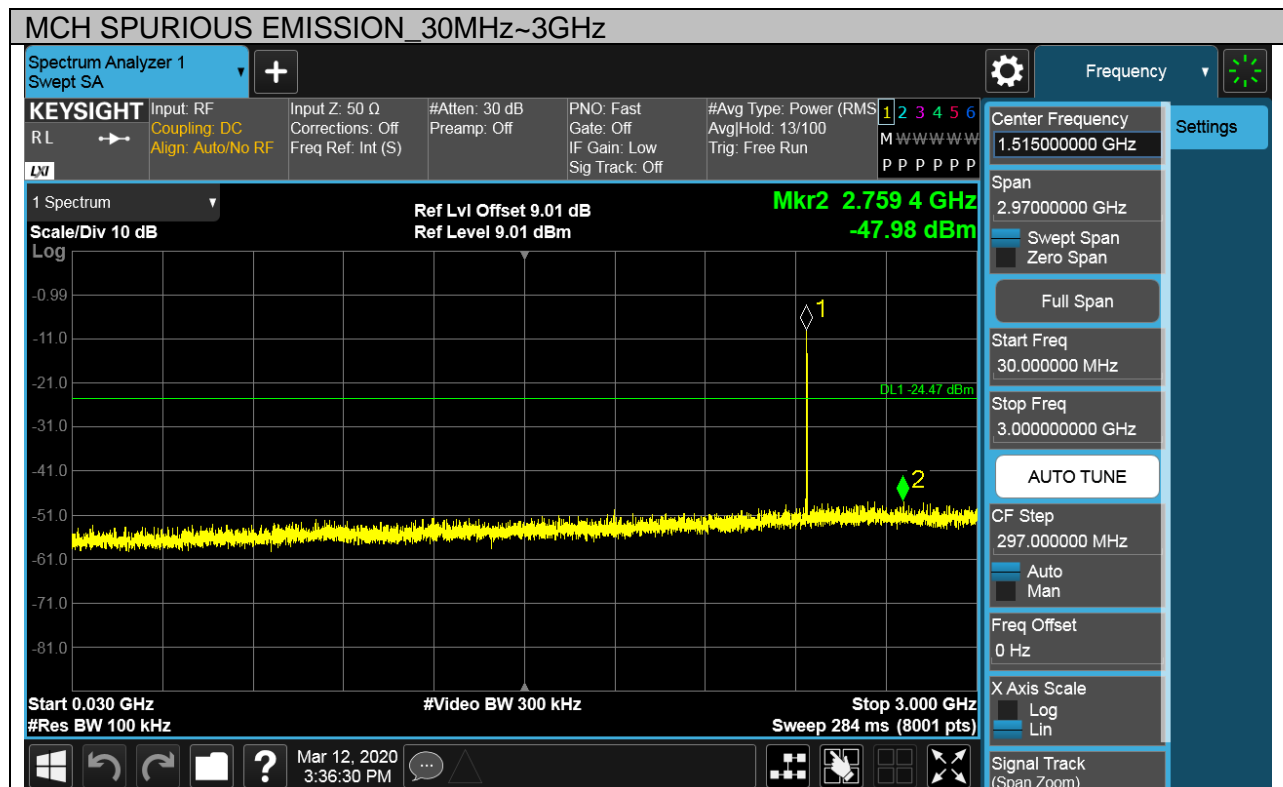 MCH SPURIOUS EMISSION_30MHz~3GHz
Spectrum Analyzer 1
Swept SA
+
Frequency
KEYSIGHT
RL
LXI
Input: RF
Coupling: DC
Align: Auto/No RF
Input Z: 50 Ω
Corrections: Off
Freq Ref: Int (S)
#Atten: 30 dB
Preamp: Off
PNO: Fast
Gate: Off
IF Gain: Low
Sig Track: Off
#Avg Type: Power (RMS
Avg|Hold: 13/100
Trig: Free Run
1 2 3 4 5 6
M W W W W W
P P P P P P
Center Frequency
1.515000000 GHz
Settings
Span
2.97000000 GHz
Swept Span
Zero Span
Full Span
Start Freq
30.000000 MHz
Stop Freq
3.000000000 GHz
AUTO TUNE
CF Step
297.000000 MHz
Auto
Man
Freq Offset
0 Hz
X Axis Scale
Log
Lin
Signal Track
(Span Zoom)
1 Spectrum
Scale/Div 10 dB
Log
Ref Lvl Offset 9.01 dB
Ref Level 9.01 dBm
Mkr2 2.759 4 GHz
-47.98 dBm
-0.99
-11.0
-21.0
-31.0
-41.0
-51.0
-61.0
-71.0
-81.0
1
DL1 -24.47 dBm
2
Start 0.030 GHz
#Res BW 100 kHz
#Video BW 300 kHz
Stop 3.000 GHz
Sweep 284 ms (8001 pts)
?
Mar 12, 2020
3:36:30 PM